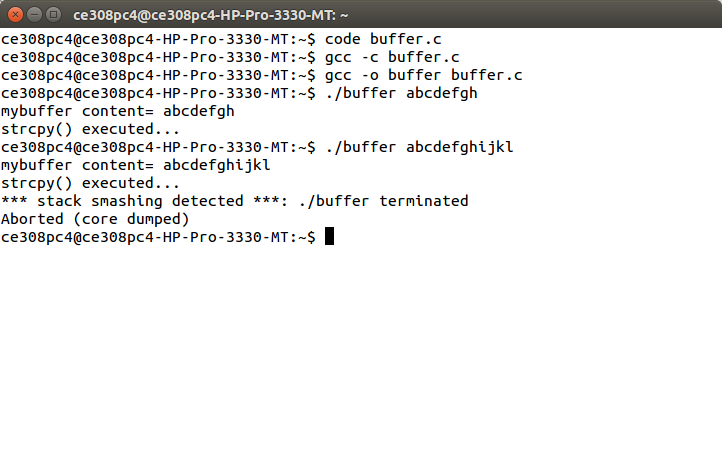 ce308pc4@ce308pc4-HP-Pro-3330-MT: ~
ce308pc4@ce308pc4-HP-Pro-3330-MT:~$ code buffer.c
ce308pc4@ce308pc4-HP-Pro-3330-MT:~$ gcc -c buffer.c
ce308pc4@ce308pc4-HP-Pro-3330-MT:~$ gcc -o buffer buffer.c
ce308pc4@ce308pc4-HP-Pro-3330-MT:~$ ./buffer abcdefgh
mybuffer content= abcdefgh
strcpy() executed...
ce308pc4@ce308pc4-HP-Pro-3330-MT:~$ ./buffer abcdefghijkl
mybuffer content= abcdefghijkl
strcpy() executed...
*** stack smashing detected ***: ./buffer terminated
Aborted (core dumped)
ce308pc4@ce308pc4-HP-Pro-3330-MT:~$